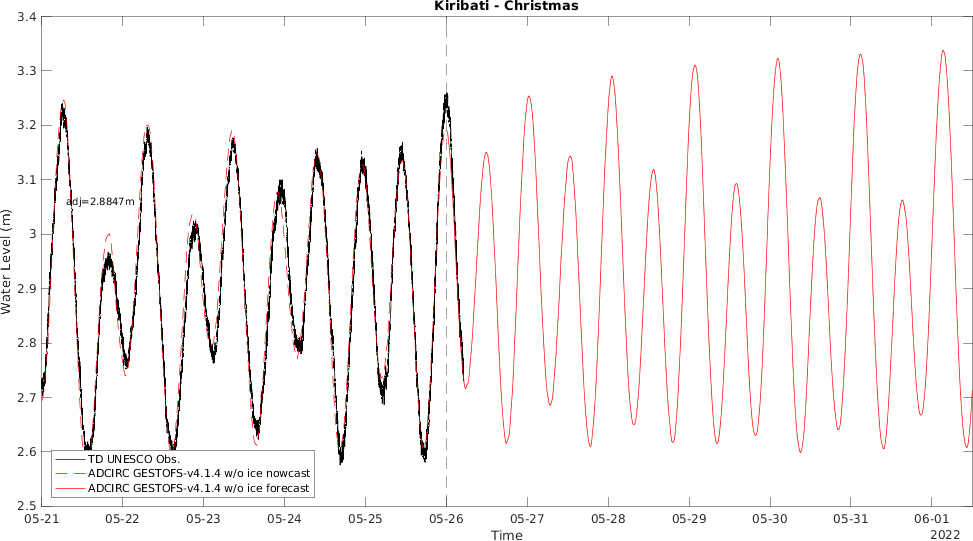 Kiribati - Christmas
3.4
3.3
3.2
3.1
3
2.9
2.8
2.7
2.6
2.5
Water Level (m)
adj=2.8847m
TD UNESCO Obs.
ADCIRC GESTOFS-v4.1.4 w/o ice nowcast
ADCIRC GESTOFS-v4.1.4 w/o ice forecast
05-21 05-22 05-23 05-24 05-25 05-26 05-27 05-28 05-29 05-30 05-31 06-01
2022
Time